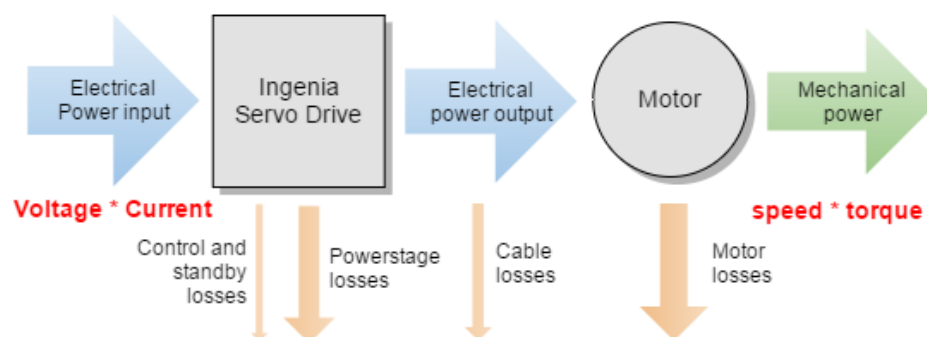 Electrical
Power input
Ingenia
Servo Drive
Electrical
power output
Motor
Mechanical
power
Voltage * Current
speed * torque
Control and
standby
losses
Powerstage
losses
Cable
losses
Motor
losses